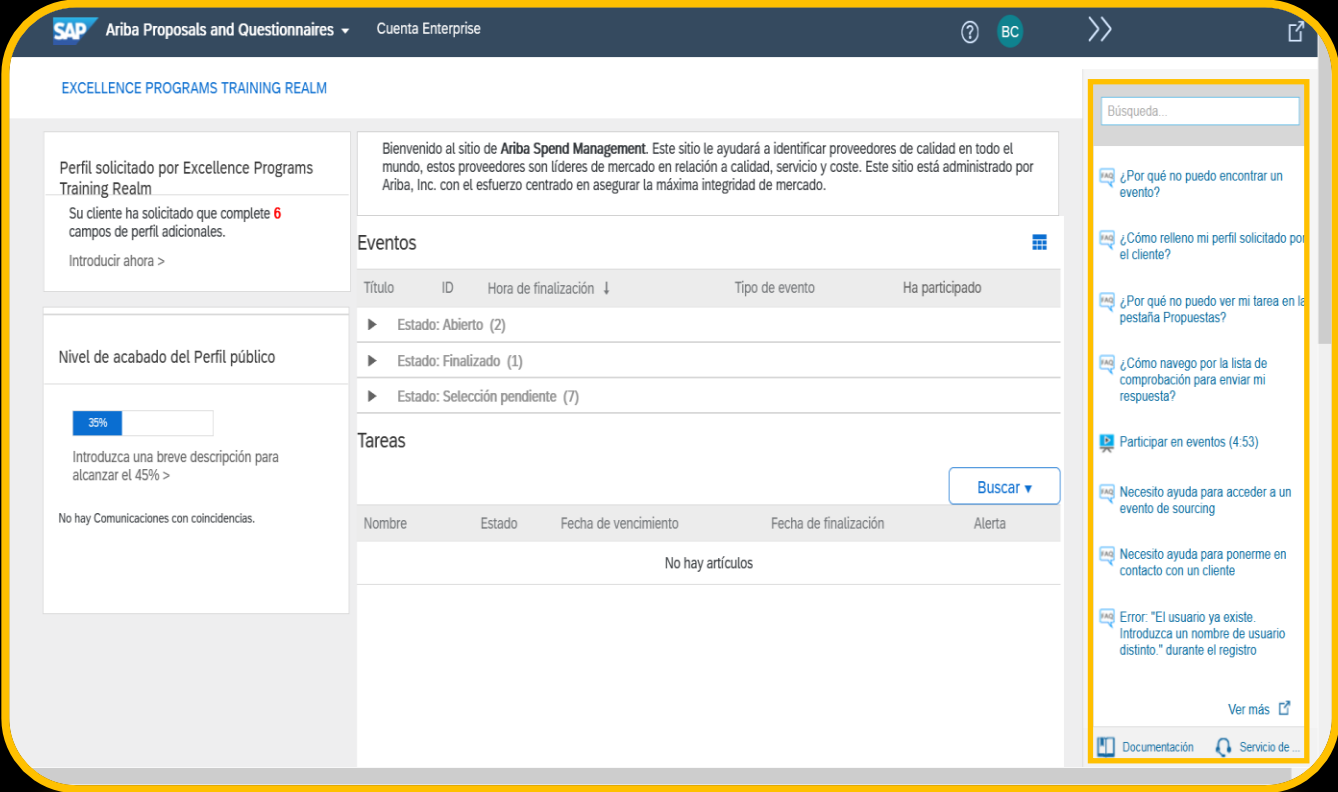 SAP Ariba Proposals and Questionnaires Cuenta Enterprise ? BC
EXCELLENCE PROGRAMS TRAINING REALM
Perfil solicitado por Excellence Programs
Training Realm
Su cliente ha solicitado que complete 6
campos de perfil adicionales.
Introducir ahora >
Nivel de acabado del Perfil público
35%
Introduzca una breve descripción para
alcanzar el 45% >
No hay Comunicaciones con coincidencias.
Bienvenido al sitio de Ariba Spend Management. Este sitio le ayudará a identificar proveedores de calidad en todo el
mundo, estos proveedores son líderes de mercado en relación a calidad, servicio y coste. Este sitio está administrado por
Ariba, Inc. con el esfuerzo centrado en asegurar la máxima integridad de mercado.
Eventos
Título ID Hora de finalización ↓ Tipo de evento Ha participado
Estado: Abierto (2)
Estado: Finalizado (1)
Estado: Selección pendiente (7)
Tareas
Buscar
Nombre Estado Fecha de vencimiento Fecha de finalización Alerta
No hay artículos
Búsqueda...
FAQ ¿Por qué no puedo encontrar un
evento?
FAQ ¿Cómo relleno mi perfil solicitado por
el cliente?
FAQ ¿Por qué no puedo ver mi tarea en la
pestaña Propuestas?
FAQ ¿Cómo navego por la lista de
comprobación para enviar mi
respuesta?
Participar en eventos (4:53)
FAQ Necesito ayuda para acceder a un
evento de sourcing
FAQ Necesito ayuda para ponerme en
contacto con un cliente
FAQ Error: "El usuario ya existe.
Introduzca un nombre de usuario
distinto." durante el registro
Ver más
Documentación Servicio de ...